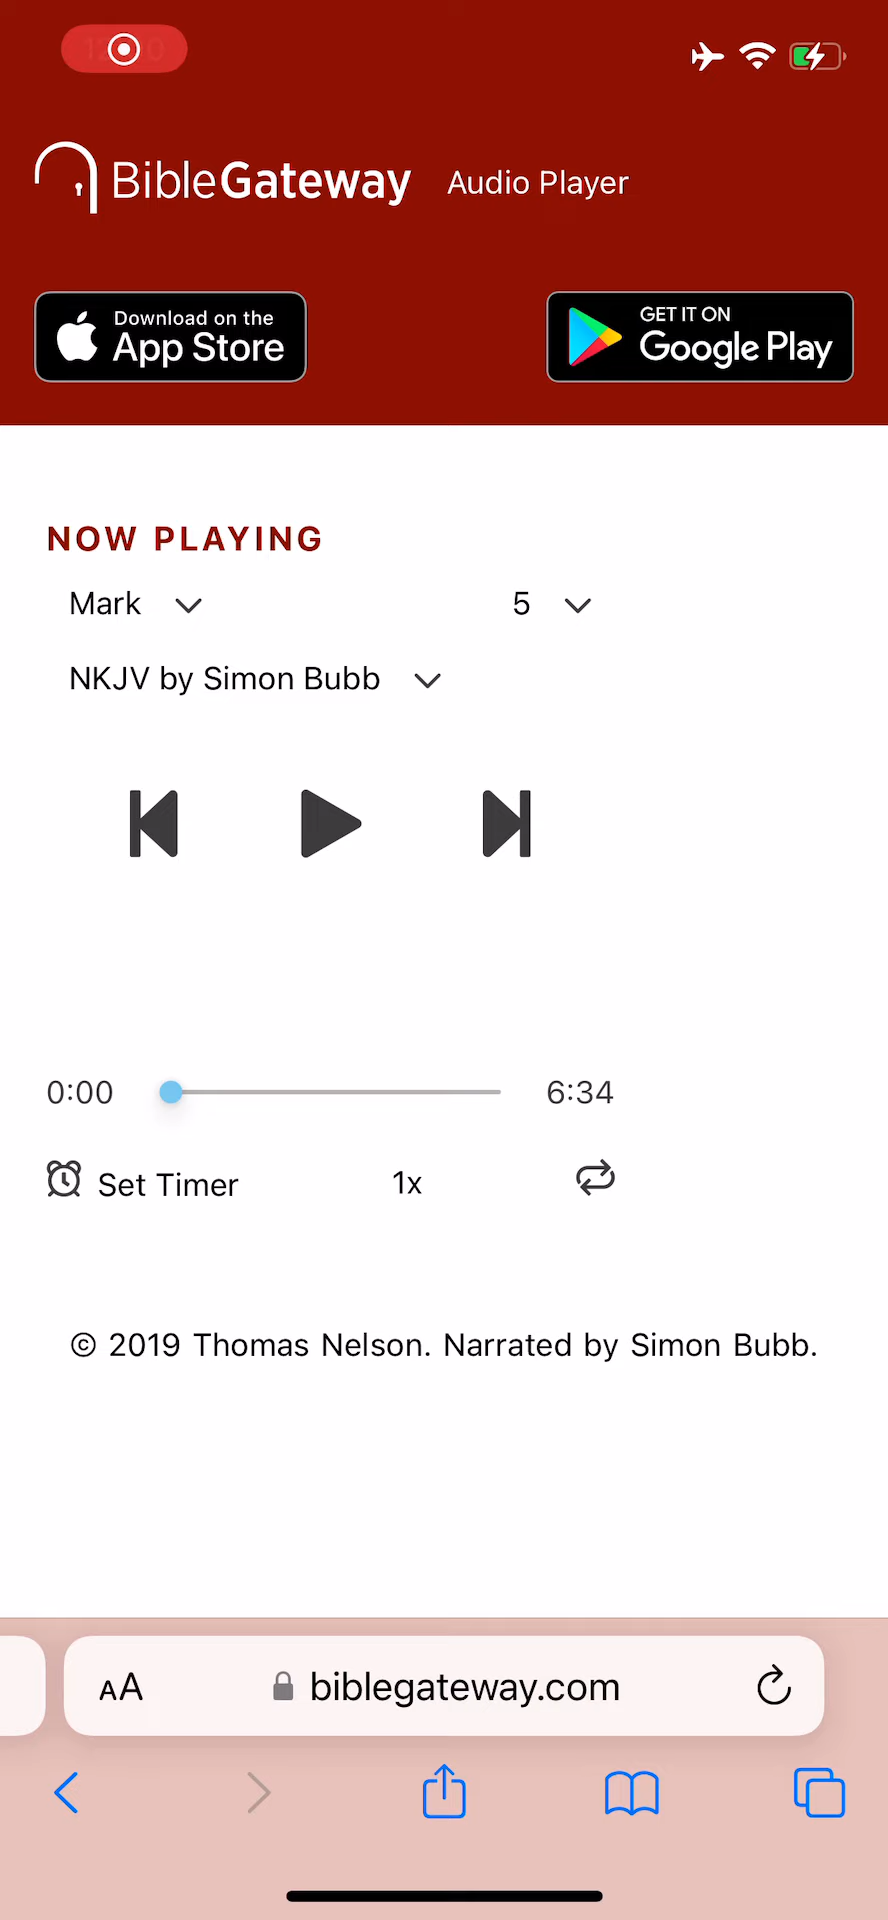 BibleGateway Audio Player
Download on the
App Store
GET IT ON
Google Play
NOW PLAYING
Mark 5
NKJV by Simon Bubb
0:00 6:34
Set Timer 1x
© 2019 Thomas Nelson. Narrated by Simon Bubb.
AA biblegateway.com